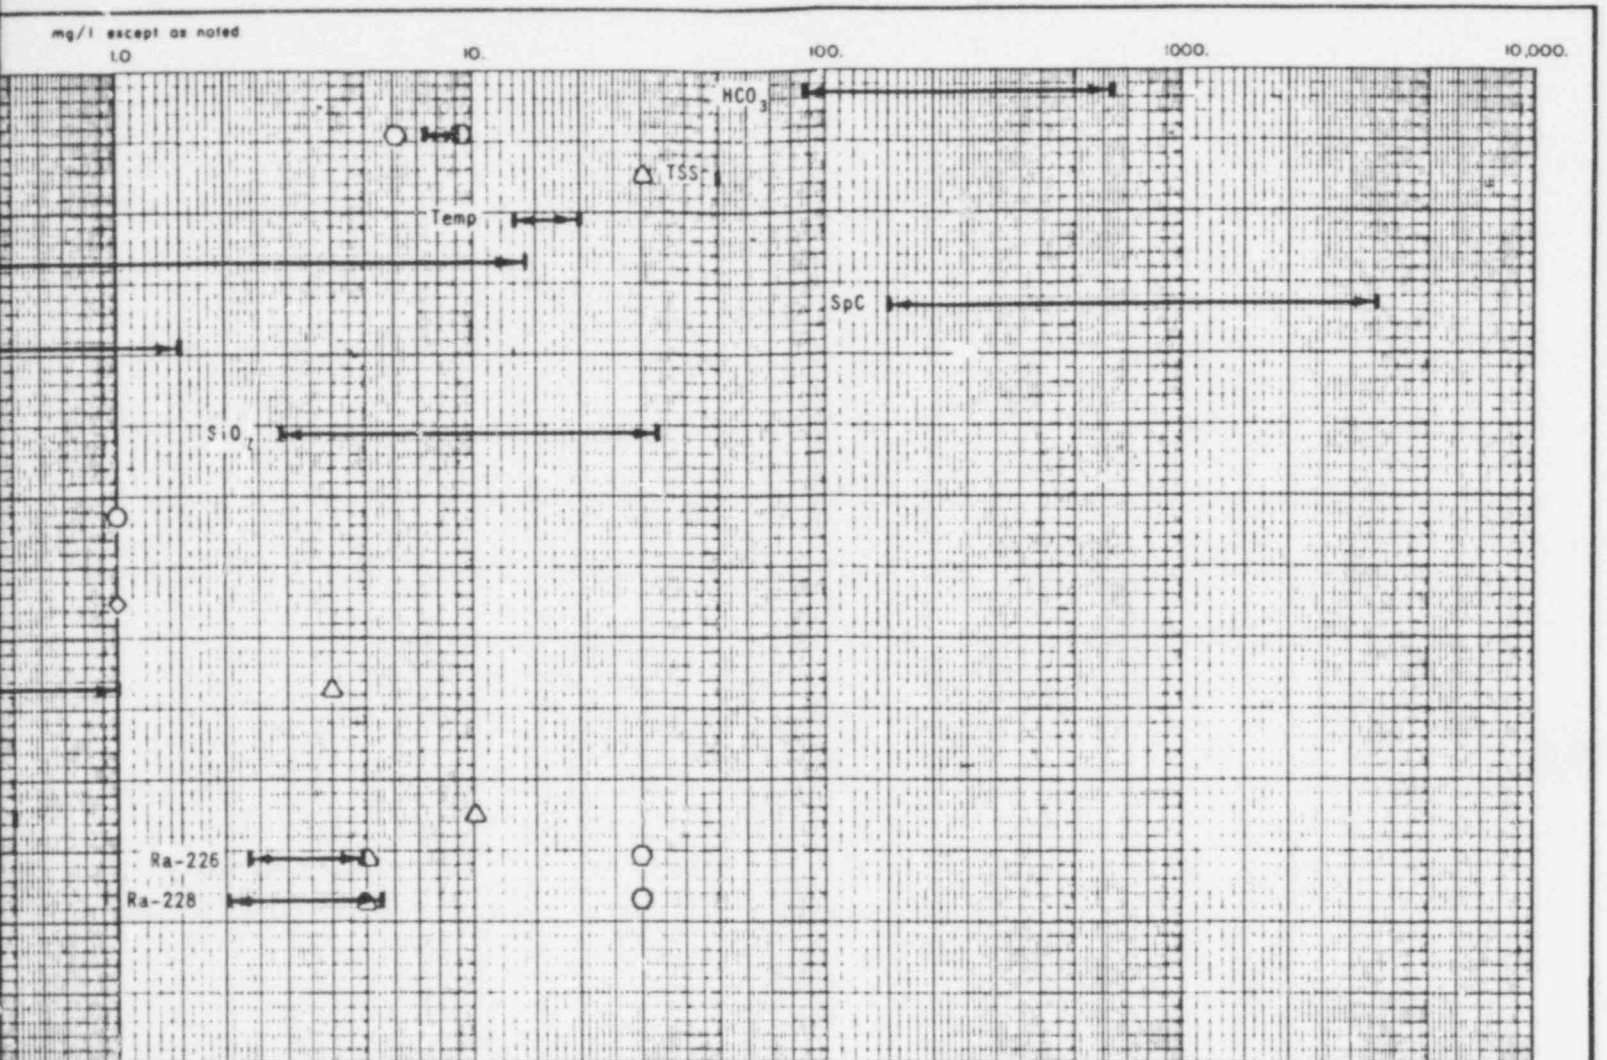 mg/l except as noted
1.0 10. 100. 1000. 10,000.
HCO3
TSS
Temp
SpC
SiO2
Ra-226
Ra-228